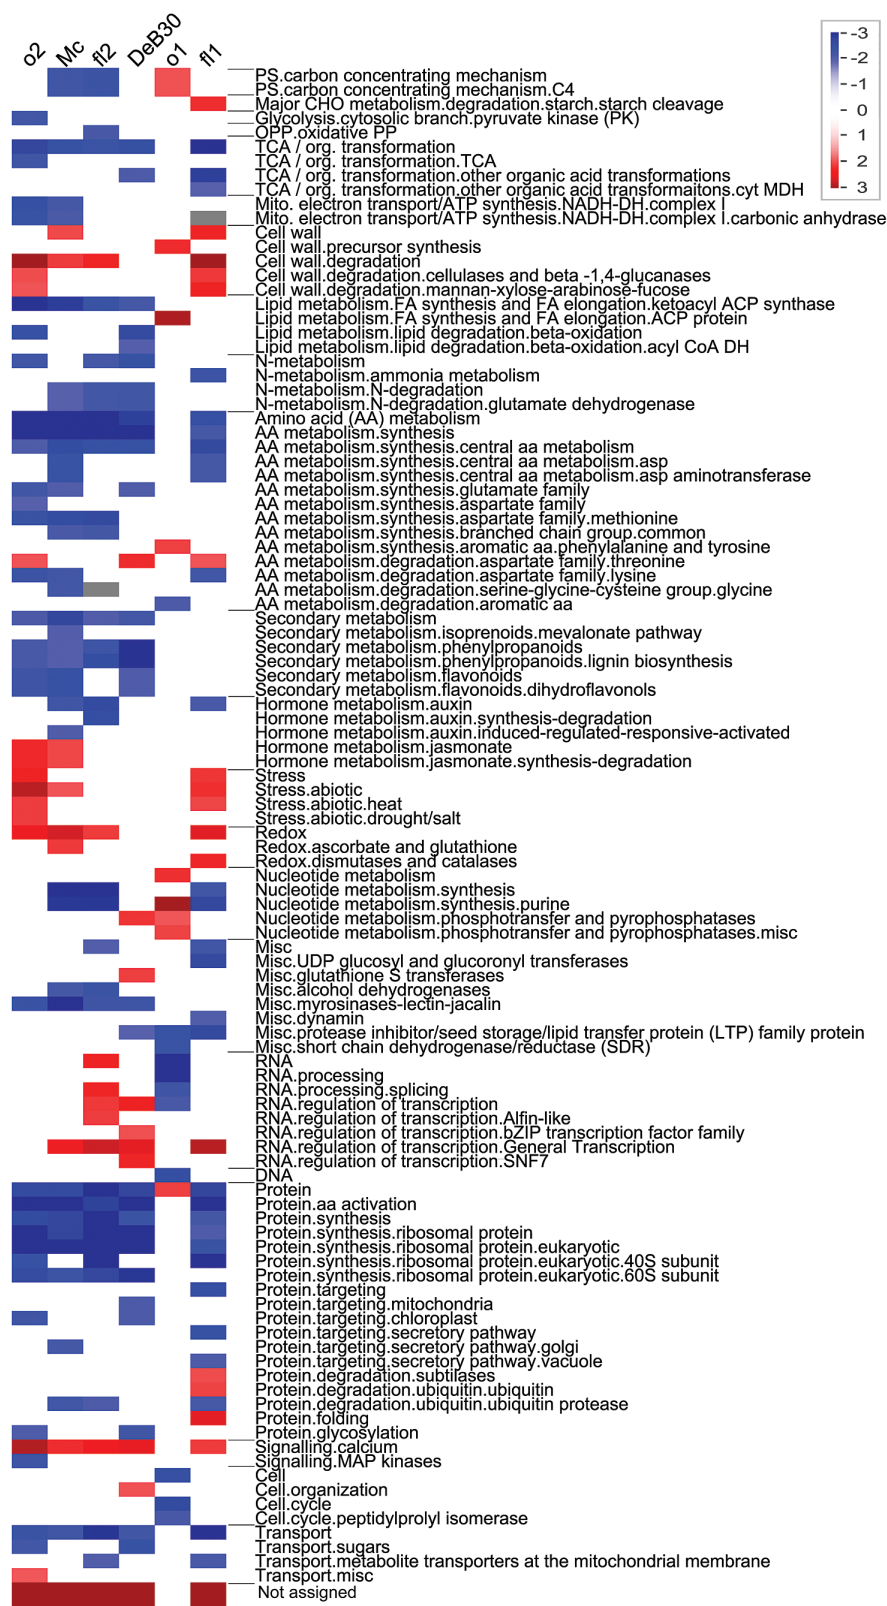 o2 Mc fl2 DeB30 o1 fl1
-3
-2
-1
0
1
2
3
PS.carbon concentrating mechanism
PS.carbon concentrating mechanism.C4
Major CHO metabolism.degradation.starch.starch cleavage
Glycolysis.cytosolic branch.pyruvate kinase (PK)
OPP.oxidative PP
TCA / org. transformation
TCA / org. transformation.TCA
TCA / org. transformation.other organic acid transformations
TCA / org. transformation.other organic acid transformaitons.cyt MDH
Mito. electron transport/ATP synthesis.NADH-DH.complex I
Mito. electron transport/ATP synthesis.NADH-DH.complex I.carbonic anhydrase
Cell wall
Cell wall.precursor synthesis
Cell wall.degradation
Cell wall.degradation.cellulases and beta -1,4-glucanases
Cell wall.degradation.mannan-xylose-arabinose-fucose
Lipid metabolism.FA synthesis and FA elongation.ketoacyl ACP synthase
Lipid metabolism.FA synthesis and FA elongation.ACP protein
Lipid metabolism.lipid degradation.beta-oxidation
Lipid metabolism.lipid degradation.beta-oxidation.acyl CoA DH
N-metabolism
N-metabolism.ammonia metabolism
N-metabolism.N-degradation
N-metabolism.N-degradation.glutamate dehydrogenase
Amino acid (AA) metabolism
AA metabolism.synthesis
AA metabolism.synthesis.central aa metabolism
AA metabolism.synthesis.central aa metabolism.asp
AA metabolism.synthesis.central aa metabolism.asp aminotransferase
AA metabolism.synthesis.glutamate family
AA metabolism.synthesis.aspartate family
AA metabolism.synthesis.aspartate family.methionine
AA metabolism.synthesis.branched chain group.common
AA metabolism.synthesis.aromatic aa.phenylalanine and tyrosine
AA metabolism.degradation.aspartate family.threonine
AA metabolism.degradation.aspartate family.lysine
AA metabolism.degradation.serine-glycine-cysteine group.glycine
AA metabolism.degradation.aromatic aa
Secondary metabolism
Secondary metabolism.isoprenoids.mevalonate pathway
Secondary metabolism.phenylpropanoids
Secondary metabolism.phenylpropanoids.lignin biosynthesis
Secondary metabolism.flavonoids
Secondary metabolism.flavonoids.dihydroflavonols
Hormone metabolism.auxin
Hormone metabolism.auxin.synthesis-degradation
Hormone metabolism.auxin.induced-regulated-responsive-activated
Hormone metabolism.jasmonate
Hormone metabolism.jasmonate.synthesis-degradation
Stress
Stress.abiotic
Stress.abiotic.heat
Stress.abiotic.drought/salt
Redox
Redox.ascorbate and glutathione
Redox.dismutases and catalases
Nucleotide metabolism
Nucleotide metabolism.synthesis
Nucleotide metabolism.synthesis.purine
Nucleotide metabolism.phosphotransfer and pyrophosphatases
Nucleotide metabolism.phosphotransfer and pyrophosphatases.misc
Misc
Misc.UDP glucosyl and glucoronyl transferases
Misc.glutathione S transferases
Misc.alcohol dehydrogenases
Misc.myrosinases-lectin-jacalin
Misc.dynamin
Misc.protease inhibitor/seed storage/lipid transfer protein (LTP) family protein
Misc.short chain dehydrogenase/reductase (SDR)
RNA
RNA.processing
RNA.processing.splicing
RNA.regulation of transcription
RNA.regulation of transcription.Alfin-like
RNA.regulation of transcription.bZIP transcription factor family
RNA.regulation of transcription.General Transcription
RNA.regulation of transcription.SNF7
DNA
Protein
Protein.aa activation
Protein.synthesis
Protein.synthesis.ribosomal protein
Protein.synthesis.ribosomal protein.eukaryotic
Protein.synthesis.ribosomal protein.eukaryotic.40S subunit
Protein.synthesis.ribosomal protein.eukaryotic.60S subunit
Protein.targeting
Protein.targeting.mitochondria
Protein.targeting.chloroplast
Protein.targeting.secretory pathway
Protein.targeting.secretory pathway.golgi
Protein.targeting.secretory pathway.vacuole
Protein.degradation.subtilases
Protein.degradation.ubiquitin.ubiquitin
Protein.degradation.ubiquitin.ubiquitin protease
Protein.folding
Protein.glycosylation
Signalling.calcium
Signalling.MAP kinases
Cell
Cell.organization
Cell.cycle
Cell.cycle.peptidylprolyl isomerase
Transport
Transport.sugars
Transport.metabolite transporters at the mitochondrial membrane
Transport.misc
Not assigned